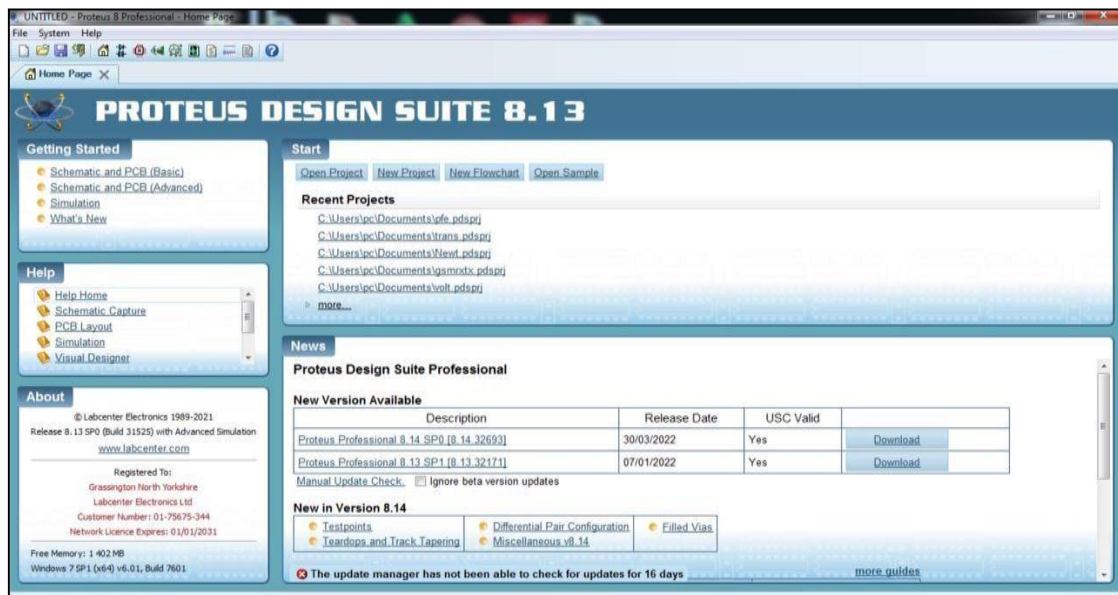 UNTITLED - Proteus 8 Professional - Home Page
File System Help
Home Page
PROTEUS DESIGN SUITE 8.13
Getting Started
Schematic and PCB (Basic)
Schematic and PCB (Advanced)
Simulation
What's New
Help
Help Home
Schematic Capture
PCB Layout
Simulation
Visual Designer
About
© Labcenter Electronics 1989-2021
Release 8.13 SP0 (Build 31525) with Advanced Simulation
www.labcenter.com
Registered To:
Grassington North Yorkshire
Labcenter Electronics Ltd
Customer Number: 01-75675-344
Network Licence Expires: 01/01/2031
Free Memory: 1 402 MB
Windows 7 SP1 (x64) v6.01, Build 7601
Start
Open Project New Project New Flowchart Open Sample
Recent Projects
C:\Users\pc\Documents\pfe.pdsprj
C:\Users\pc\Documents\trans.pdsprj
C:\Users\pc\Documents\Newt.pdsprj
C:\Users\pc\Documents\gsmrxtx.pdsprj
C:\Users\pc\Documents\volt.pdsprj
more...
News
Proteus Design Suite Professional
New Version Available
Description Release Date USC Valid
Proteus Professional 8.14 SP0 [8.14.32693] 30/03/2022 Yes Download
Proteus Professional 8.13 SP1 [8.13.32171] 07/01/2022 Yes Download
Manual Update Check. Ignore beta version updates
New in Version 8.14
Testpoints Differential Pair Configuration Filled Vias
Teardops and Track Tapering Miscellaneous v8.14
The update manager has not been able to check for updates for 16 days more guides